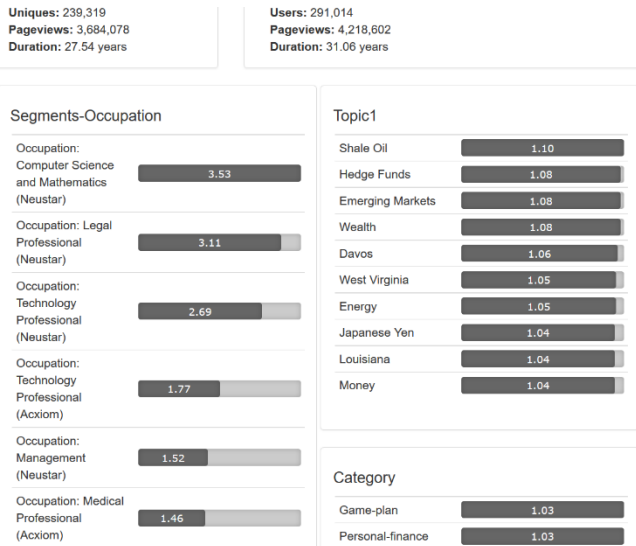 Uniques: 239,319
Pageviews: 3,684,078
Duration: 27.54 years
Users: 291,014
Pageviews: 4,218,602
Duration: 31.06 years
Segments-Occupation
Occupation:
Computer Science
and Mathematics
(Neustar)
3.53
Occupation: Legal
Professional
(Neustar)
3.11
Occupation:
Technology
Professional
(Neustar)
2.69
Occupation:
Technology
Professional
(Acxiom)
1.77
Occupation:
Management
(Neustar)
1.52
Occupation: Medical
Professional
(Acxiom)
1.46
Topic1
Shale Oil 1.10
Hedge Funds 1.08
Emerging Markets 1.08
Wealth 1.08
Davos 1.06
West Virginia 1.05
Energy 1.05
Japanese Yen 1.04
Louisiana 1.04
Money 1.04
Category
Game-plan 1.03
Personal-finance 1.03